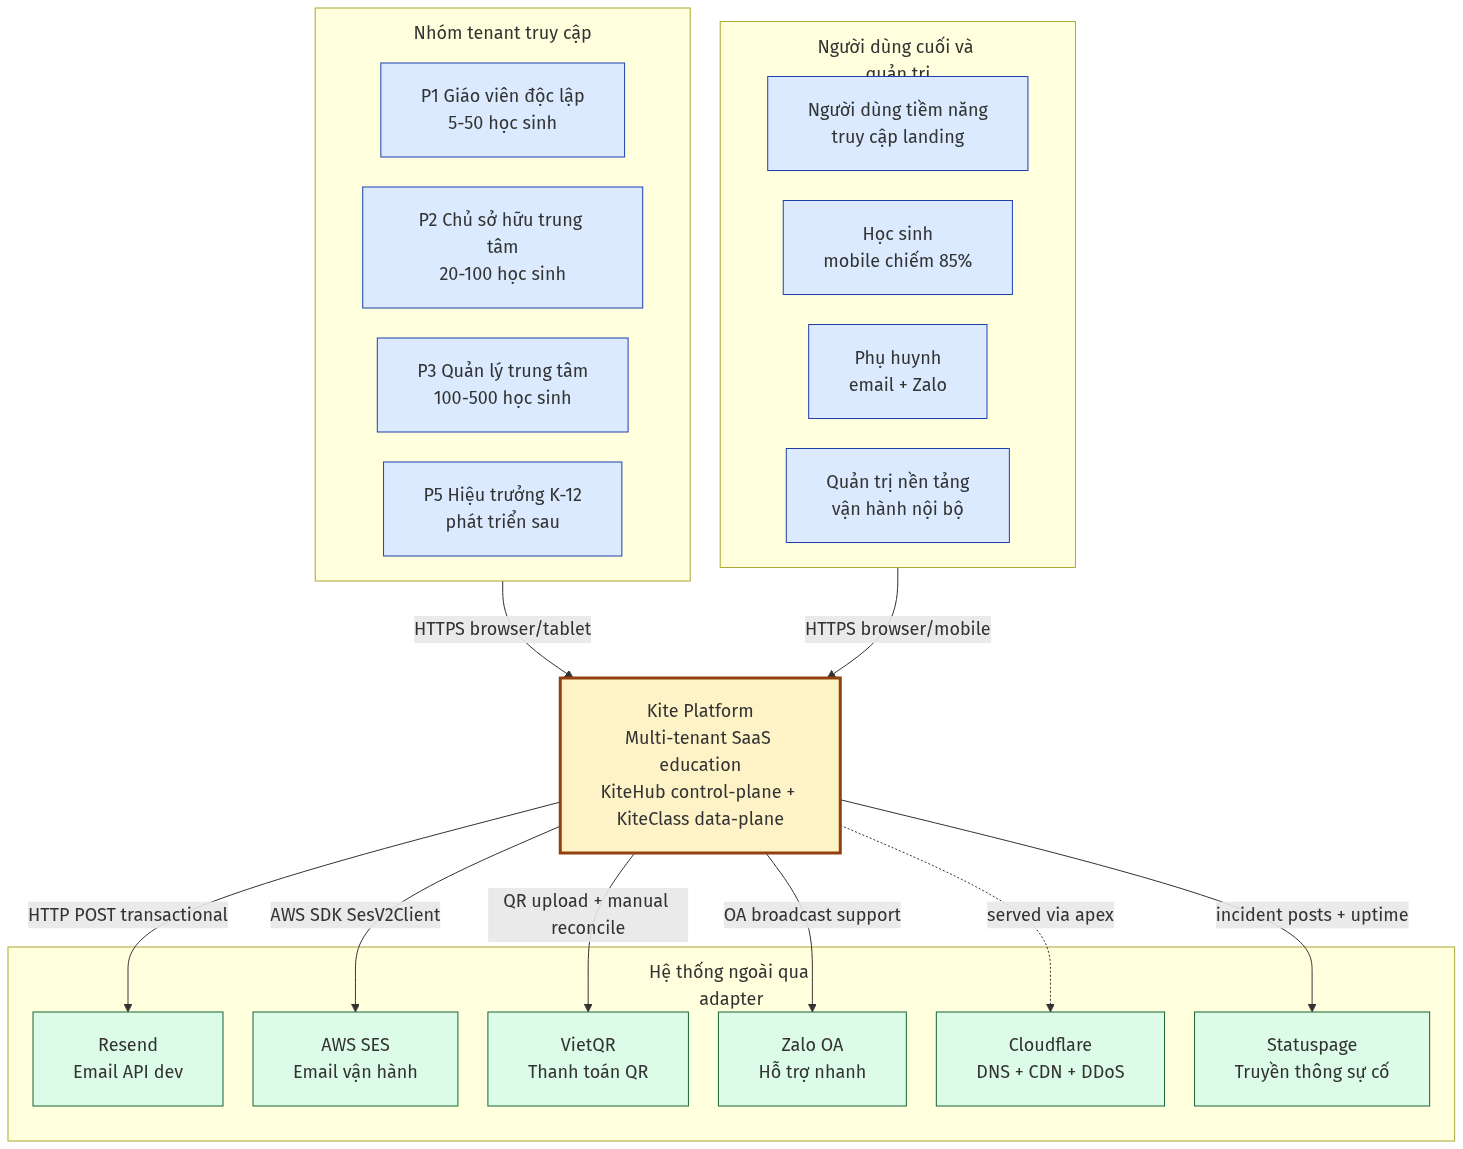 Nhóm tenant truy cập
P1 Giáo viên độc lập
5-50 học sinh
P2 Chủ sở hữu trung
tâm
20-100 học sinh
P3 Quản lý trung tâm
100-500 học sinh
P5 Hiệu trưởng K-12
phát triển sau
Người dùng cuối và
quản trị
Người dùng tiềm năng
truy cập landing
Học sinh
mobile chiếm 85%
Phụ huynh
email + Zalo
Quản trị nền tảng
vận hành nội bộ
HTTPS browser/tablet
HTTPS browser/mobile
Kite Platform
Multi-tenant SaaS
education
KiteHub control-plane +
KiteClass data-plane
HTTP POST transactional
AWS SDK SesV2Client
QR upload + manual
reconcile
OA broadcast support
served via apex
incident posts + uptime
Hệ thống ngoài qua
adapter
Resend
Email API dev
AWS SES
Email vận hành
VietQR
Thanh toán QR
Zalo OA
Hỗ trợ nhanh
Cloudflare
DNS + CDN + DDoS
Statuspage
Truyền thông sự cố